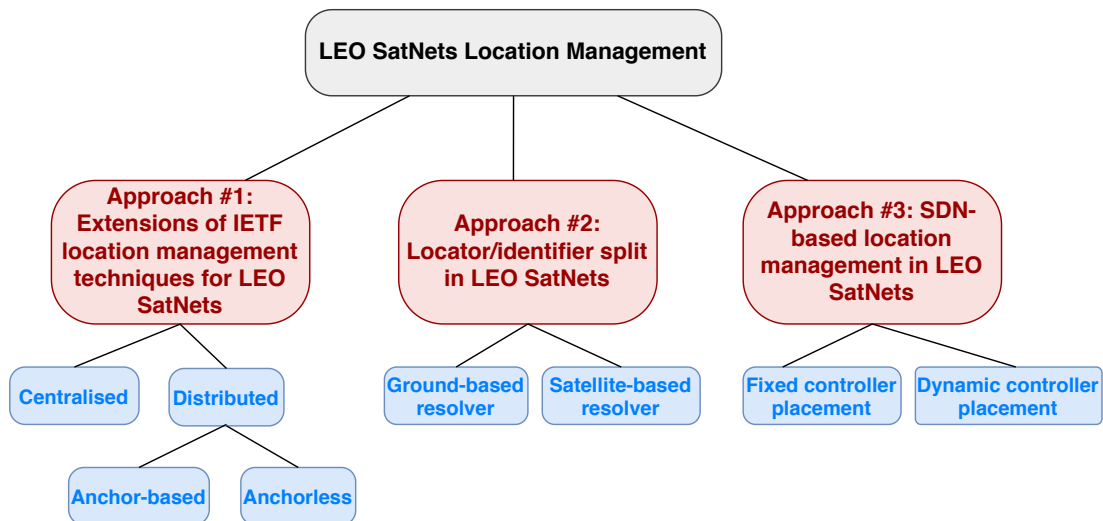 LEO SatNets Location Management
Approach #1:
Extensions of IETF
location management
techniques for LEO
SatNets
Approach #2:
Locator/identifier split
in LEO SatNets
Approach #3: SDN-
based location
management in LEO
SatNets
Centralised
Distributed
Ground-based
resolver
Satellite-based
resolver
Fixed controller
placement
Dynamic controller
placement
Anchor-based
Anchorless